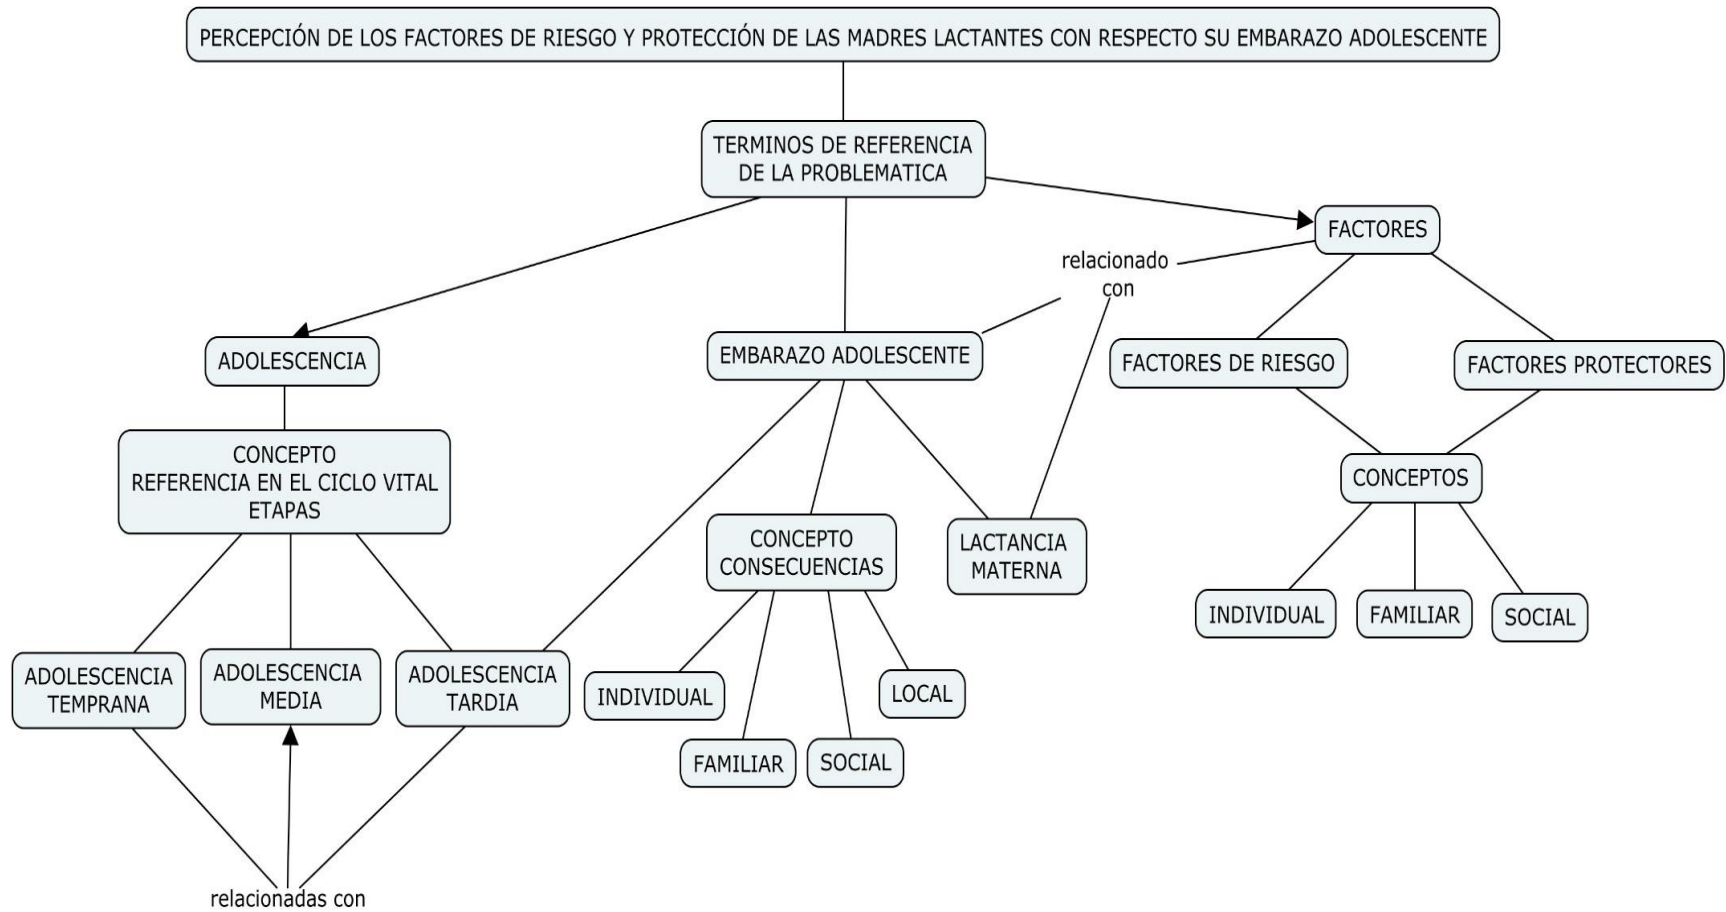 PERCEPCIÓN DE LOS FACTORES DE RIESGO Y PROTECCIÓN DE LAS MADRES LACTANTES CON RESPECTO SU EMBARAZO ADOLESCENTE
TERMINOS DE REFERENCIA
DE LA PROBLEMATICA
FACTORES
relacionado
con
ADOLESCENCIA
EMBARAZO ADOLESCENTE
FACTORES DE RIESGO
FACTORES PROTECTORES
CONCEPTO
REFERENCIA EN EL CICLO VITAL
ETAPAS
CONCEPTOS
CONCEPTO
CONSECUENCIAS
LACTANCIA
MATERNA
INDIVIDUAL
FAMILIAR
SOCIAL
ADOLESCENCIA
TEMPRANA
ADOLESCENCIA
MEDIA
ADOLESCENCIA
TARDIA
INDIVIDUAL
LOCAL
FAMILIAR
SOCIAL
relacionadas con